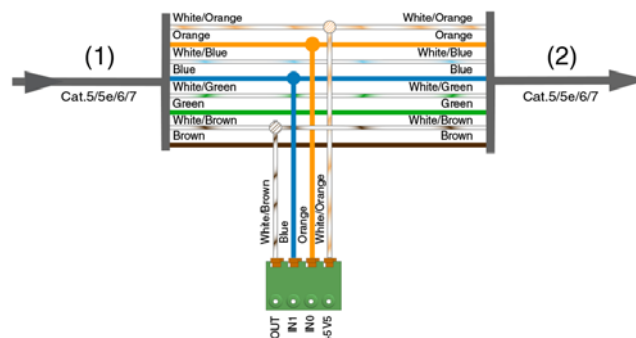 White/Orange White/Orange
Orange Orange
White/Blue White/Blue
Blue Blue
White/Green White/Green
Green Green
White/Brown White/Brown
Brown Brown
(1)
Cat.5/5e/6/7
(2)
Cat.5/5e/6/7
White/Brown
Blue
Orange
White/Orange
OUT
IN1
IN0